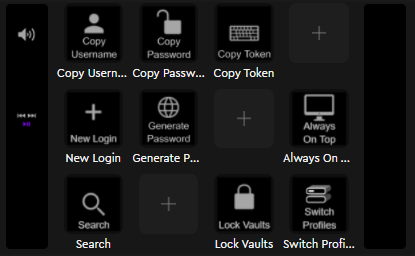 Copy
Username
Copy
Password
Copy Token
Copy Usern...
Copy Passw...
Copy Token
New Login
Generate
Password
Always
On Top
New Login
Generate P...
Always On ...
Search
Lock Vaults
Switch
Profiles
Search
Lock Vaults
Switch Profi...